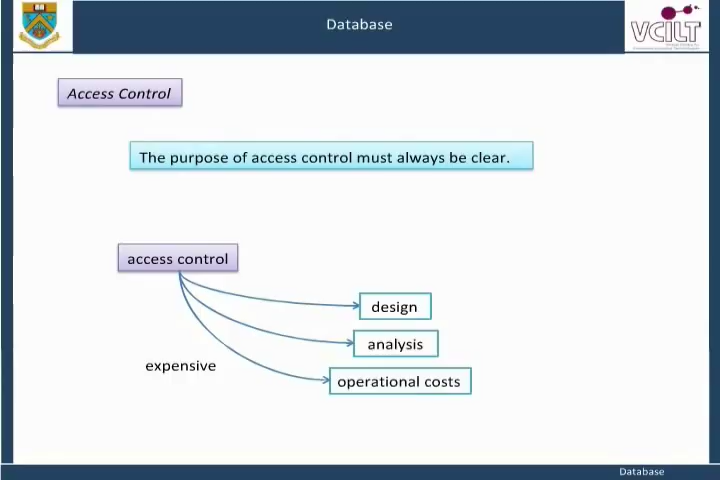 Database
VCILT
Access Control
The purpose of access control must always be clear.
access control
design
analysis
expensive
operational costs
Database